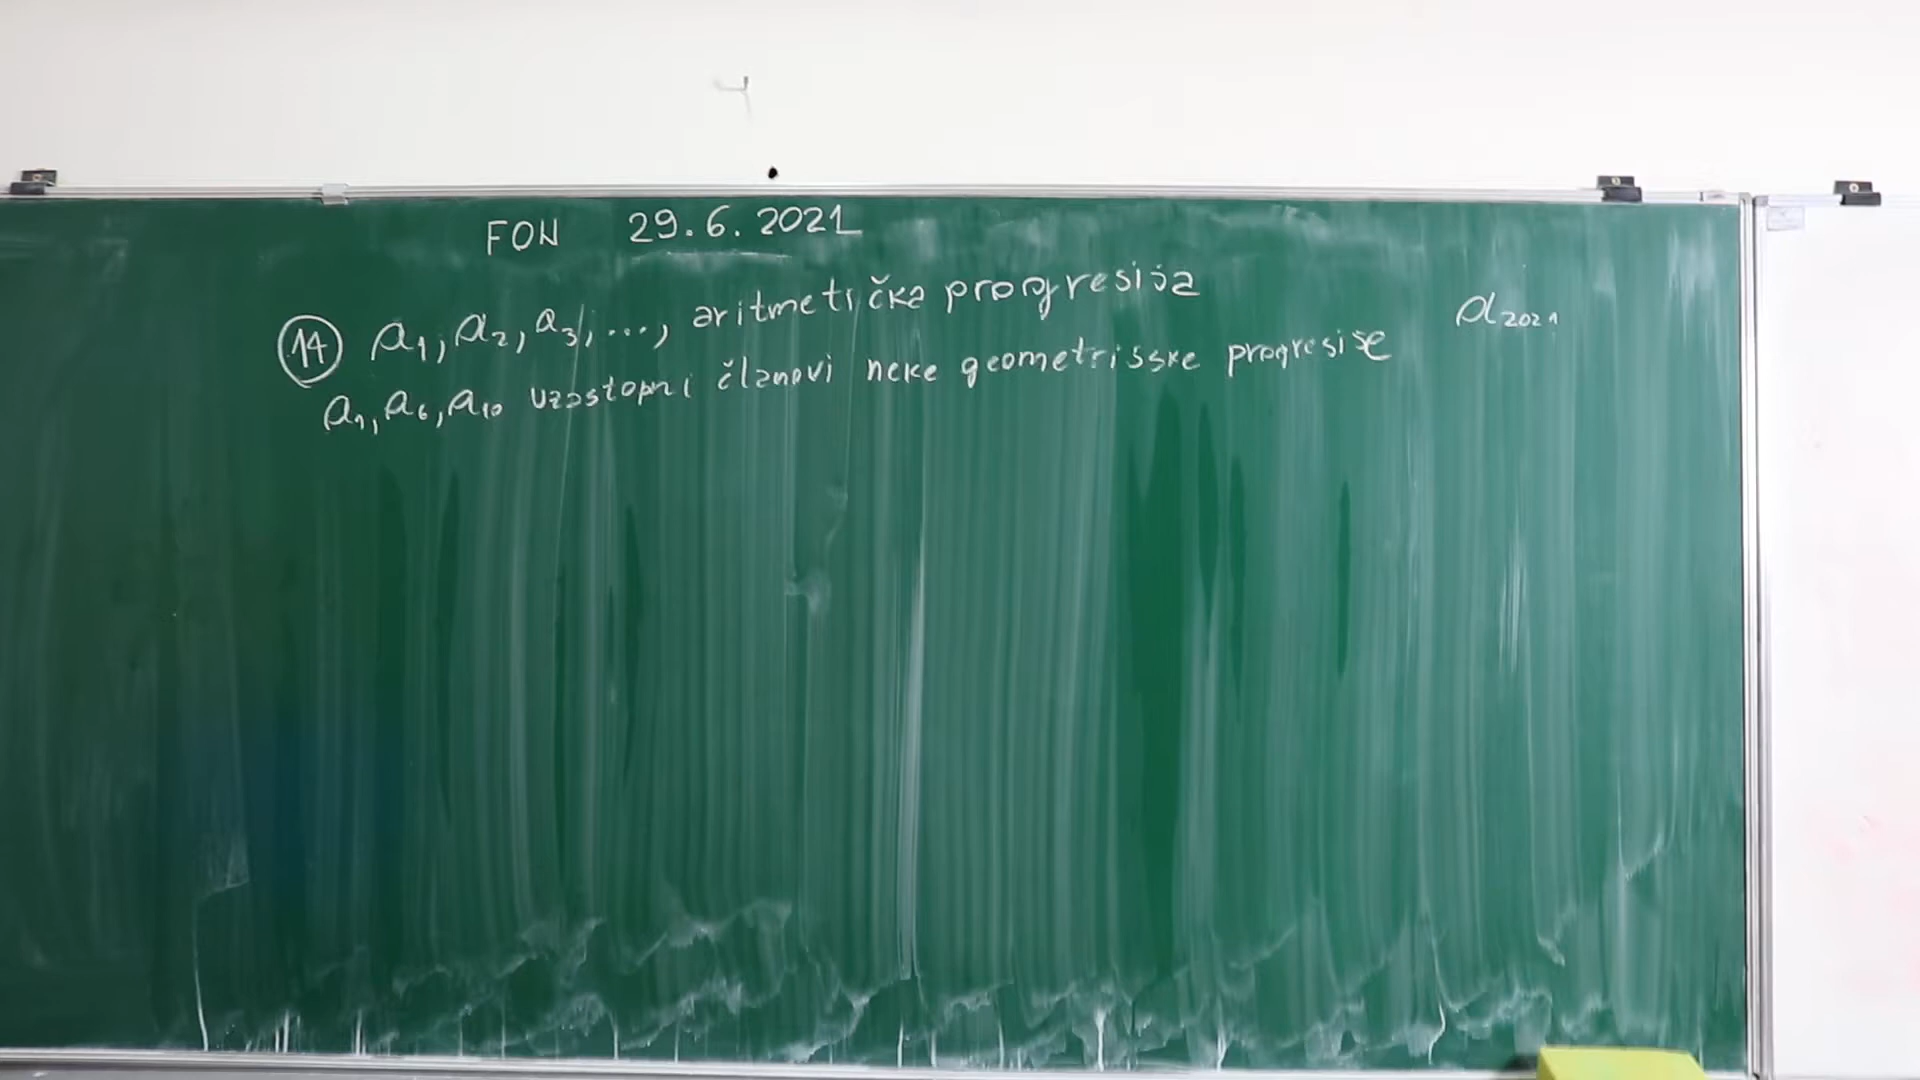 FON 29.6.2021
14 a₁, a₂, a₃, ..., aritmetička progresija
a₁, a₆, a₁₀ uzastopni članovi neke geometrijske progresije
a₂₀₂₁